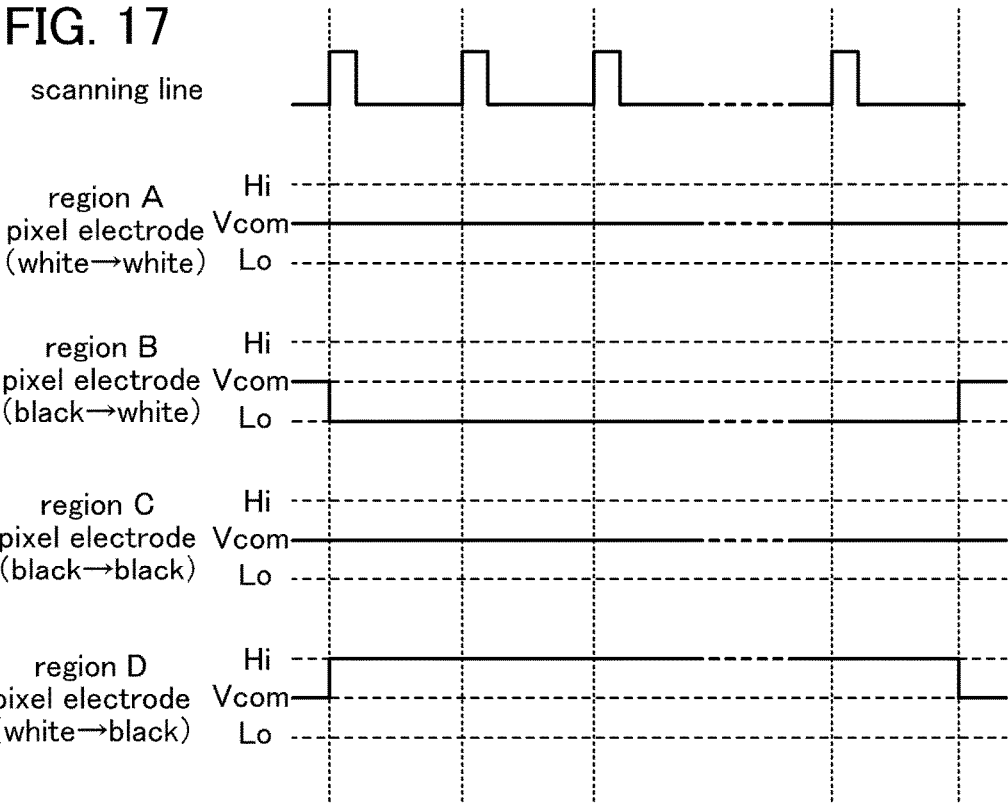 FIG. 17
scanning line
region A
pixel electrode
(white→white)
Hi
Vcom
Lo
region B
pixel electrode
(black→white)
Hi
Vcom
Lo
region C
pixel electrode
(black→black)
Hi
Vcom
Lo
region D
pixel electrode
(white→black)
Hi
Vcom
Lo